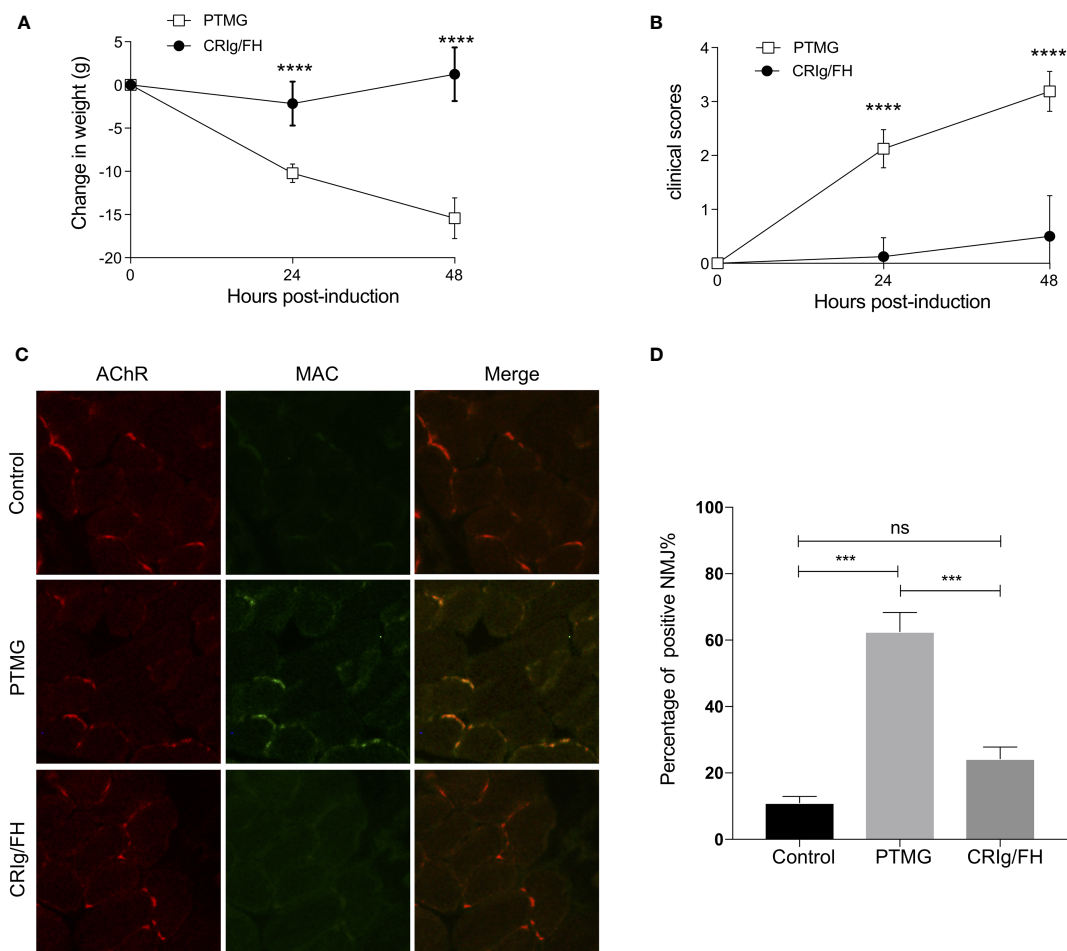 A
PTMG
CRIg/FH
Change in weight (g)
5
0
-5
-10
-15
-20
****
****
0
24
48
Hours post-induction
B
PTMG
CRIg/FH
clinical scores
4
3
2
1
0
****
****
0
24
48
Hours post-induction
C
AChR
MAC
Merge
Control
PTMG
CRIg/FH
D
Percentage of positive NMJ%
100
80
60
40
20
0
ns
***
***
Control
PTMG
CRIg/FH